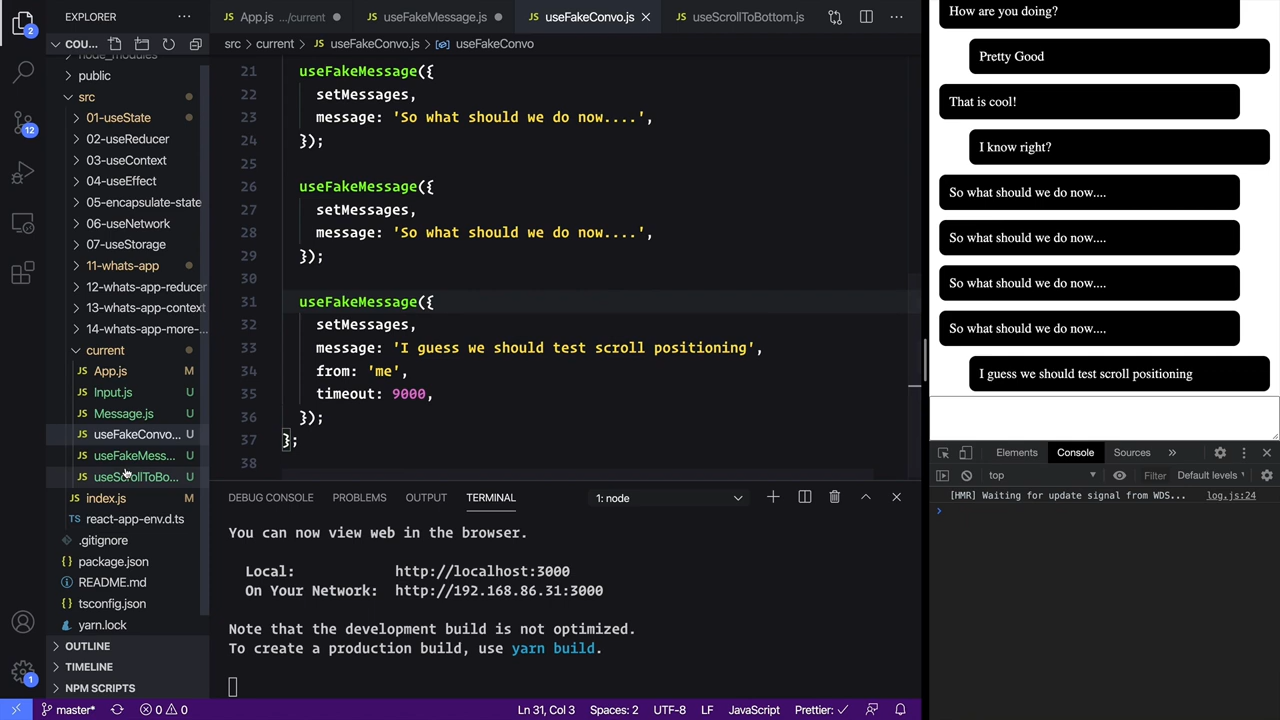 EXPLORER
COU...
node_modules
public
src
01-useState
02-useReducer
03-useContext
04-useEffect
05-encapsulate-state
06-useNetwork
07-useStorage
11-whats-app
12-whats-app-reducer
13-whats-app-context
14-whats-app-more-...
current
App.js M
Input.js U
Message.js U
useFakeConvo... U
useFakeMess... U
useScrollToBo... U
index.js M
TS react-app-env.d.ts
.gitignore
package.json
README.md
tsconfig.json
yarn.lock
OUTLINE
TIMELINE
NPM SCRIPTS
2
12
1
JS App.js .../current
JS useFakeMessage.js
JS useFakeConvo.js
JS useScrollToBottom.js
src > current > JS useFakeConvo.js > useFakeConvo
21 useFakeMessage({
22 setMessages,
23 message: 'So what should we do now....',
24 });
25
26 useFakeMessage({
27 setMessages,
28 message: 'So what should we do now....',
29 });
30
31 useFakeMessage({
32 setMessages,
33 message: 'I guess we should test scroll positioning',
34 from: 'me',
35 timeout: 9000,
36 });
37 };
38
DEBUG CONSOLE PROBLEMS OUTPUT TERMINAL 1: node
You can now view web in the browser.
Local: http://localhost:3000
On Your Network: http://192.168.86.31:3000
Note that the development build is not optimized.
To create a production build, use yarn build.
master* 0 0 Ln 31, Col 3 Spaces: 2 UTF-8 LF JavaScript Prettier: ✓
How are you doing?
Pretty Good
That is cool!
I know right?
So what should we do now....
So what should we do now....
So what should we do now....
So what should we do now....
I guess we should test scroll positioning
Elements Console Sources »
top Filter Default levels
[HMR] Waiting for update signal from WDS... log.js:24